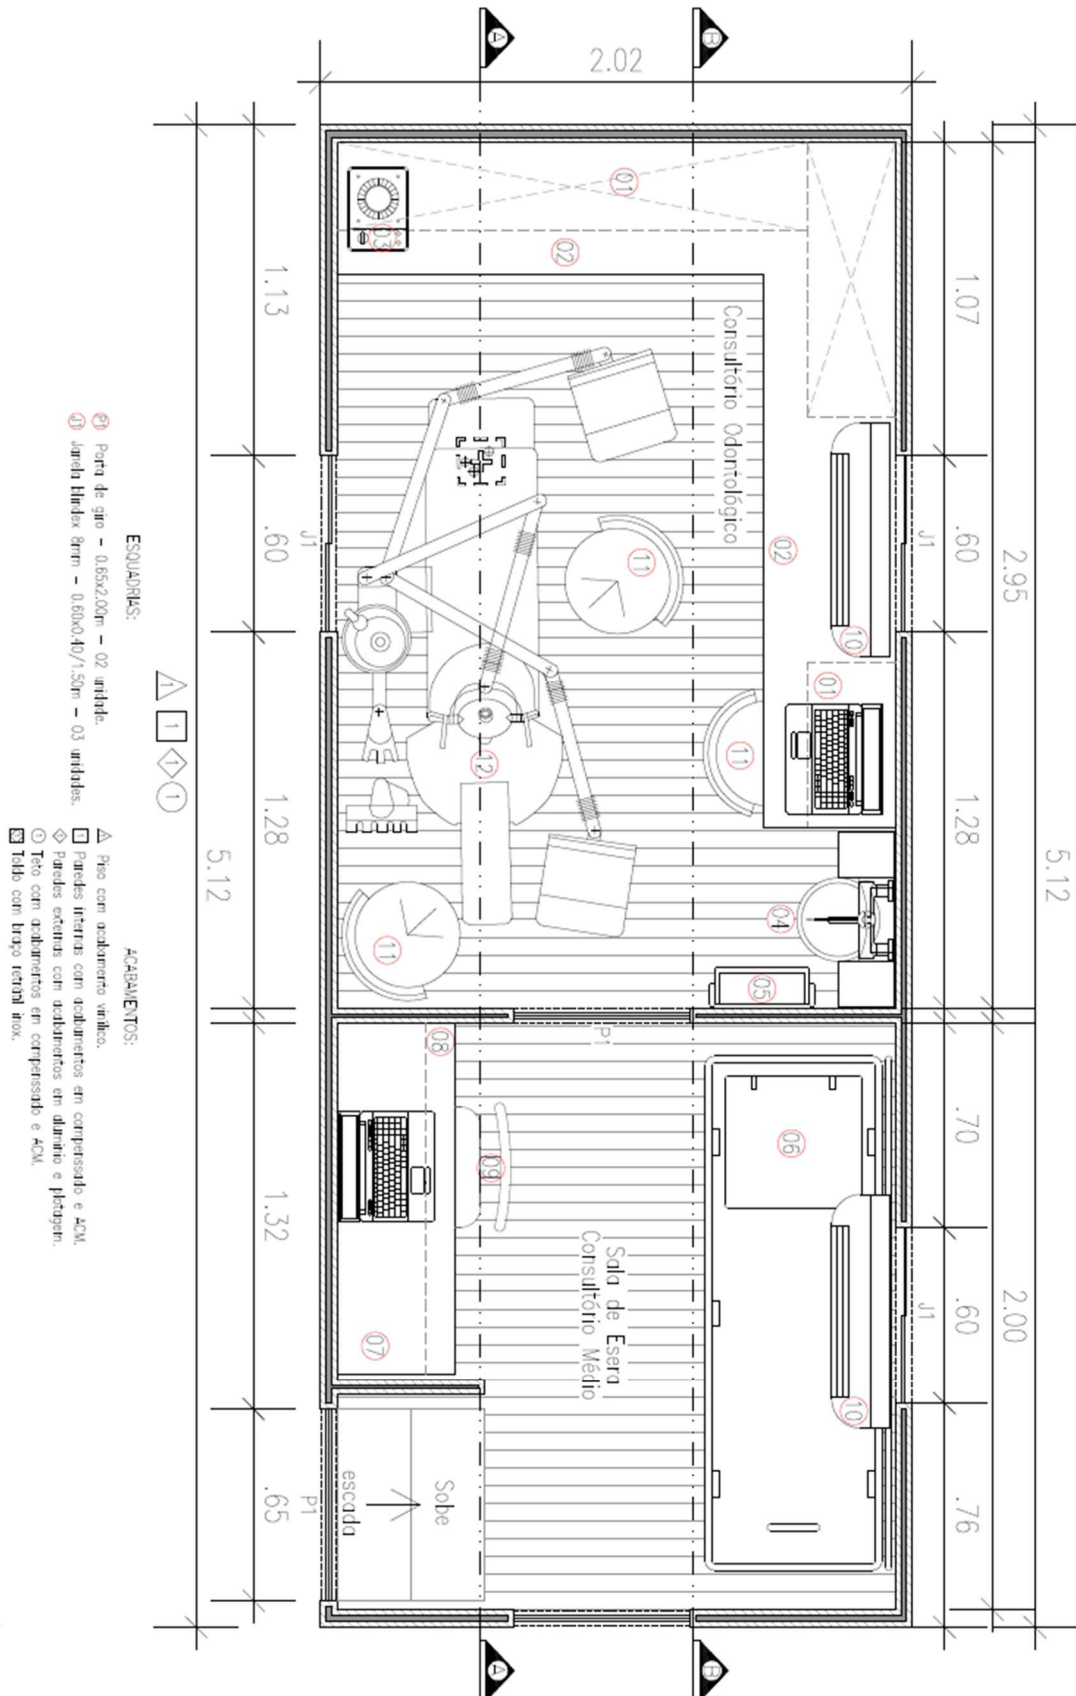 A
B
2.02
01
02
03
1.13
1.07
Consultório Odontológico
02
J1
.60
J1
.60
2.95
5.12
11
10
01
11
12
1.28
1.28
5.12
11
04
05
P1
08
09
06
.70
1.32
Sala de Esera
Consultório Médio
07
10
J1
.60
2.00
.76
Sobe
escada
P1
.65
A
B
ESQUADRIAS:
P1 Porta de giro - 0.65x2.00m - 02 unidade.
J1 Janela blindex 8mm - 0.60x0.40/1.50m - 03 unidades.
1 1 1 1
ACABAMENTOS:
Piso com acabamento vinílico.
1 Paredes internas com acabamentos em compensado e ACM.
Paredes externas com acabamentos em alumínio e plotagem.
1 Teto com acabamentos em compensado e ACM.
Toldo com braço retrátil inox.